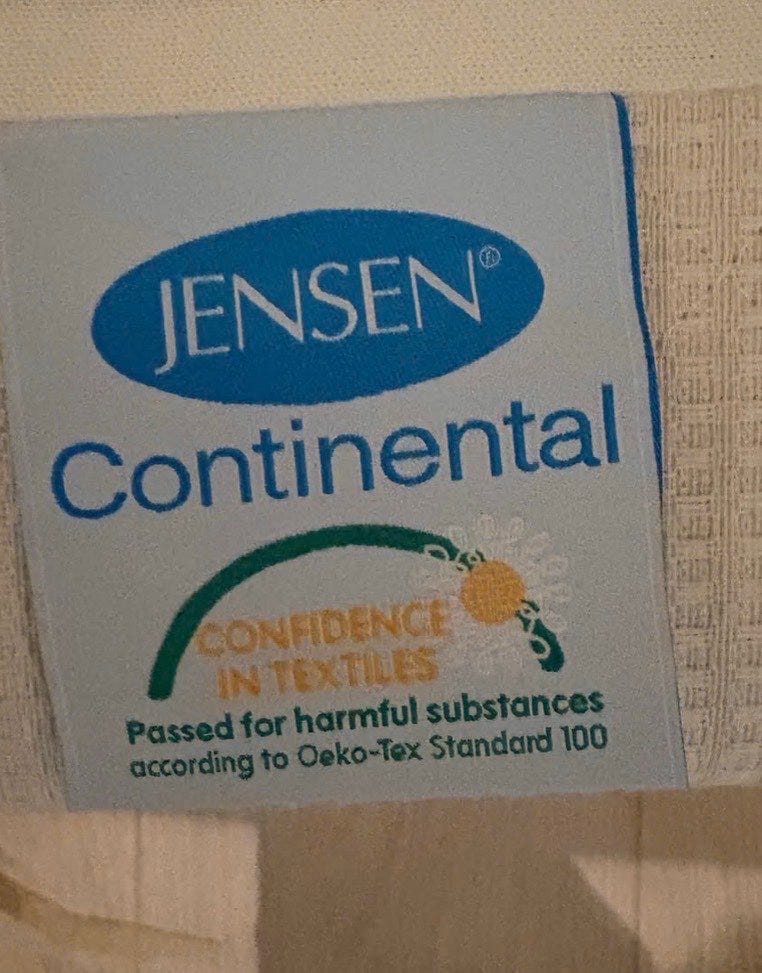 JENSEN®
Continental
CONFIDENCE
IN TEXTILES
Passed for harmful substances
according to Oeko-Tex Standard 100